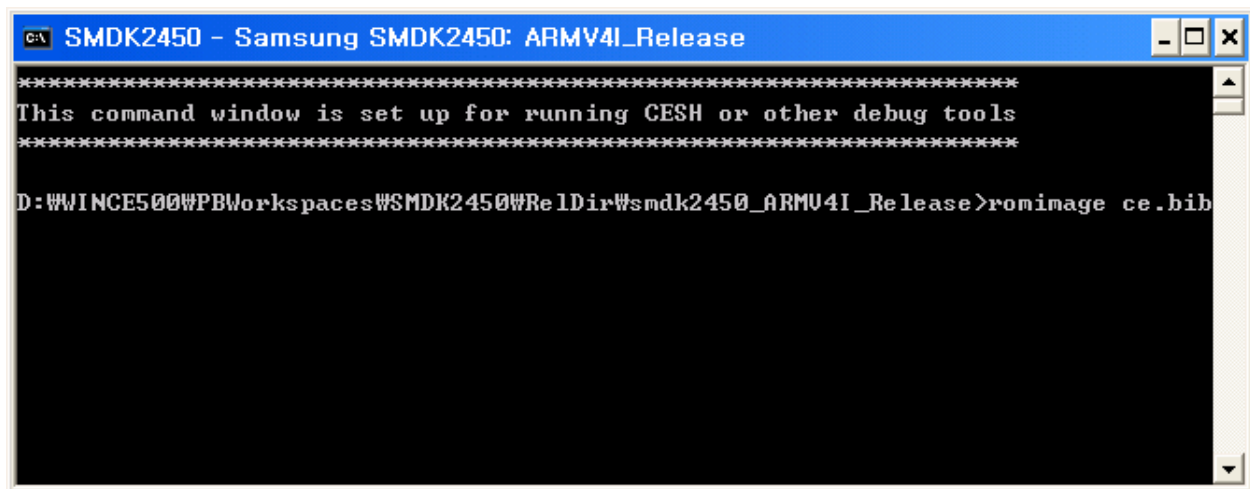 SMDK2450 - Samsung SMDK2450: ARMV4I_Release
*******************************************************************
This command window is set up for running CESH or other debug tools
*******************************************************************
D:₩WINCE500₩PBWorkspaces₩SMDK2450₩RelDir₩smdk2450_ARMV4I_Release>romimage ce.bib